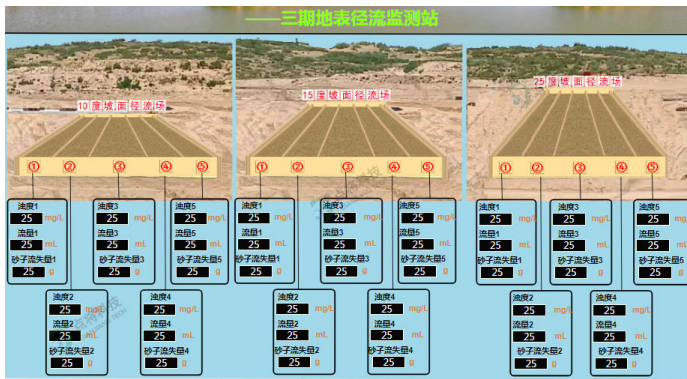 ——三期地表径流监测站
10度坡面径流场
15度坡面径流场
25度坡面径流场
① ② ③ ④ ⑤
① ② ③ ④ ⑤
① ② ③ ④ ⑤
浊度1
25 mg/L
流量1
25 mL
砂子流失量1
25 g
浊度3
25 mg/L
流量3
25 mL
砂子流失量3
25 g
浊度5
25 mg/L
流量5
25 mL
砂子流失量5
25 g
浊度2
25 mg/L
流量2
25 mL
砂子流失量2
25 g
浊度4
25 mg/L
流量4
25 mL
砂子流失量4
25 g
浊度1
25 mg/L
流量1
25 mL
砂子流失量1
25 g
浊度3
25 mg/L
流量3
25 mL
砂子流失量3
25 g
浊度5
25 mg/L
流量5
25 mL
砂子流失量5
25 g
浊度2
25 mg/L
流量2
25 mL
砂子流失量2
25 g
浊度4
25 mg/L
流量4
25 mL
砂子流失量4
25 g
浊度1
25 mg/L
流量1
25 mL
砂子流失量1
25 g
浊度3
25 mg/L
流量3
25 mL
砂子流失量3
25 g
浊度5
25 mg/L
流量5
25 mL
砂子流失量5
25 g
浊度2
25 mg/L
流量2
25 mL
砂子流失量2
25 g
浊度4
25 mg/L
流量4
25 mL
砂子流失量4
25 g